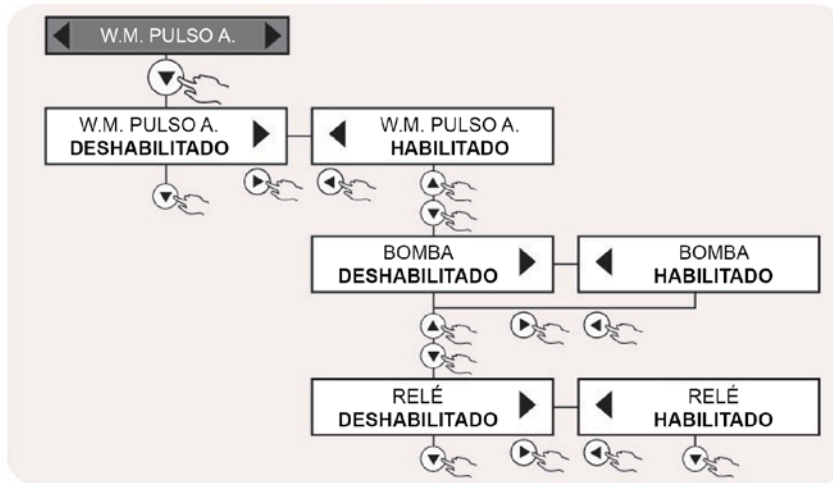 W.M. PULSO A.
W.M. PULSO A.
DESHABILITADO
W.M. PULSO A.
HABILITADO
BOMBA
DESHABILITADO
BOMBA
HABILITADO
RELÉ
DESHABILITADO
RELÉ
HABILITADO